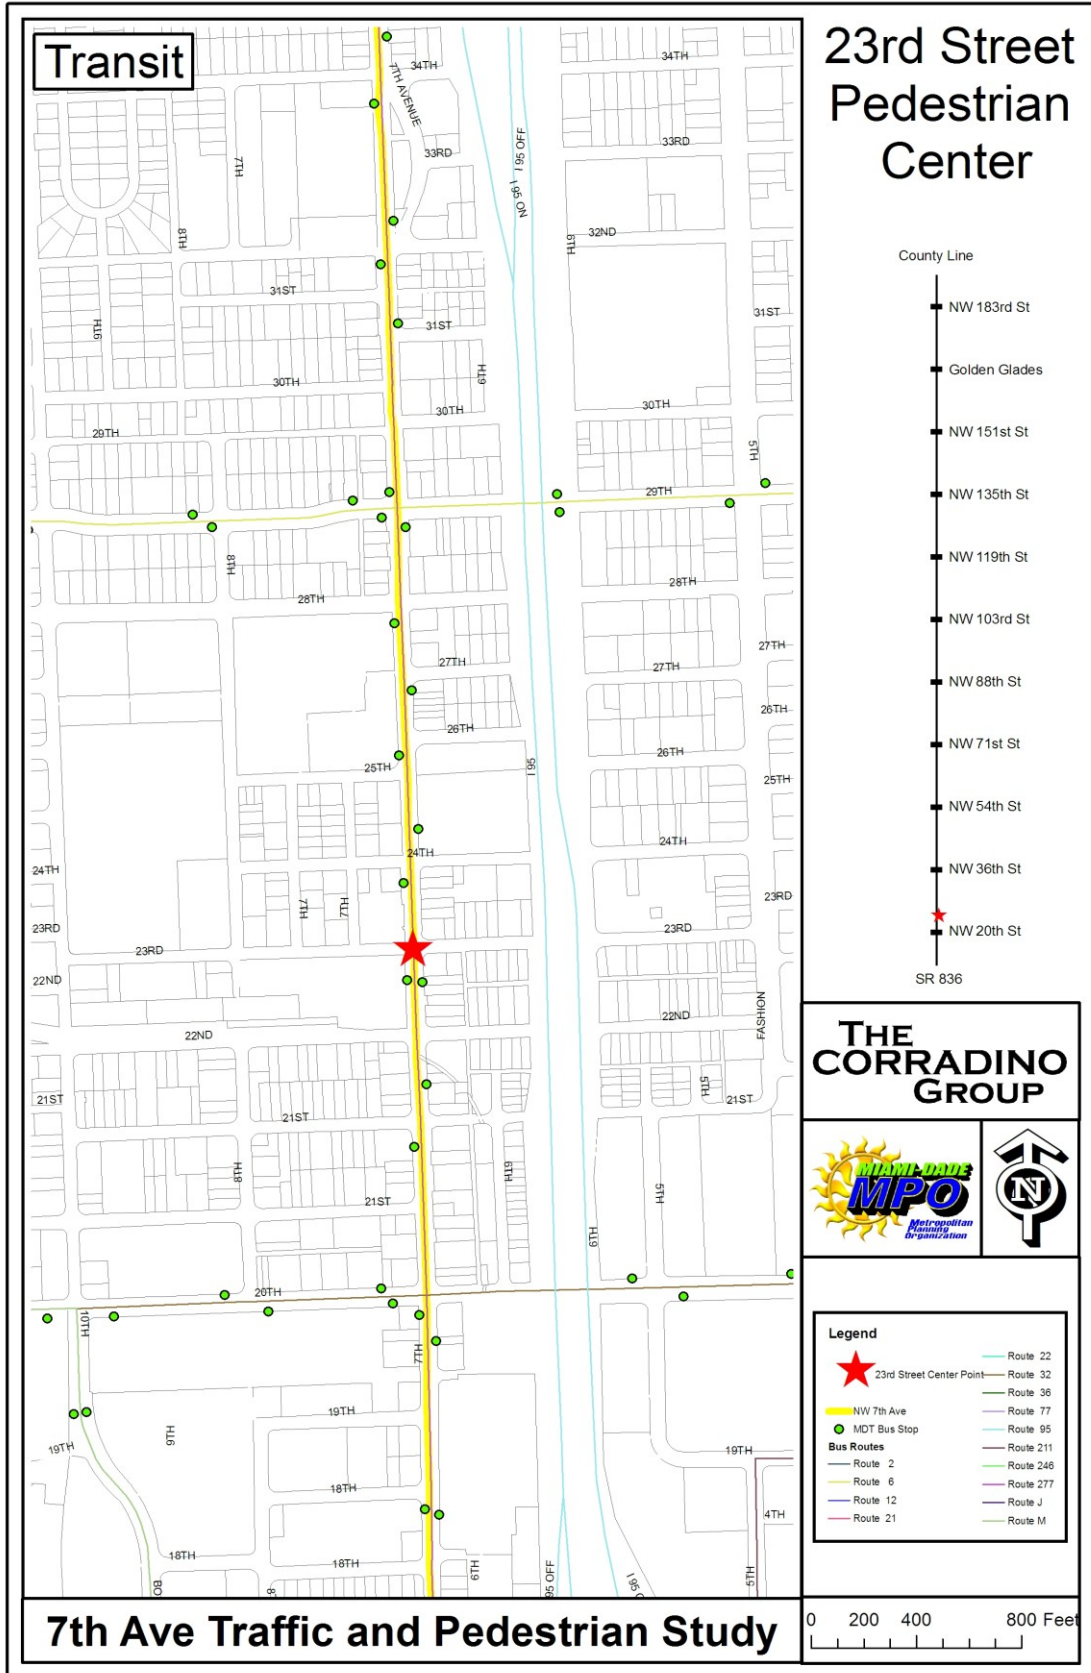 Transit
23rd Street
Pedestrian
Center
34TH
34TH
7TH AVENUE
33RD
33RD
I 95 OFF
I 95 ON
7TH
8TH
32ND
6TH
31ST
31ST
31ST
9TH
6TH
30TH
30TH
30TH
29TH
5TH
29TH
8TH
28TH
28TH
27TH
27TH
27TH
26TH
26TH
26TH
25TH
25TH
I 95
24TH
24TH
24TH
23RD
7TH
7TH
23RD
23RD
23RD
22ND
22ND
22ND
FASHION
21ST
21ST
5TH
21ST
8TH
6TH
5TH
21ST
6TH
20TH
10TH
7TH
19TH
9TH
19TH
19TH
18TH
4TH
18TH
18TH
6TH
95 OFF
5TH
BO
County Line
NW 183rd St
Golden Glades
NW 151st St
NW 135th St
NW 119th St
NW 103rd St
NW 88th St
NW 71st St
NW 54th St
NW 36th St
NW 20th St
SR 836
THE
CORRADINO
GROUP
MIAMI-DADE
MPO
Metropolitan
Planning
Organization
N
Legend
23rd Street Center Point
NW 7th Ave
MDT Bus Stop
Bus Routes
Route 2
Route 6
Route 12
Route 21
Route 22
Route 32
Route 36
Route 77
Route 95
Route 211
Route 246
Route 277
Route J
Route M
0 200 400 800 Feet
7th Ave Traffic and Pedestrian Study